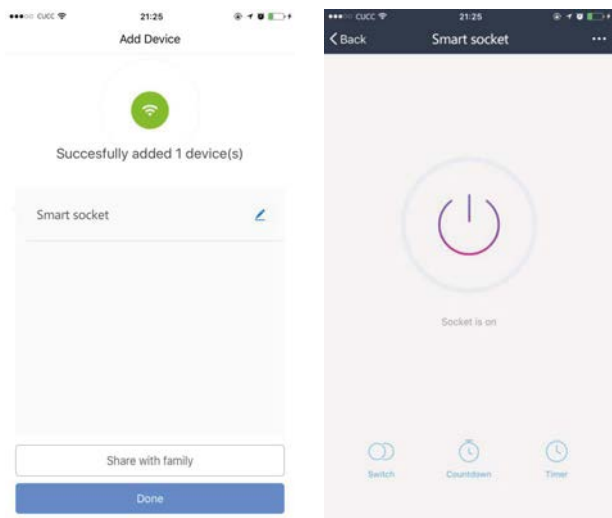 CUCC 21:25
Add Device
Succesfully added 1 device(s)
Smart socket
Share with family
Done
CUCC 21:25
Back Smart socket
Socket is on
Switch Countdown Timer